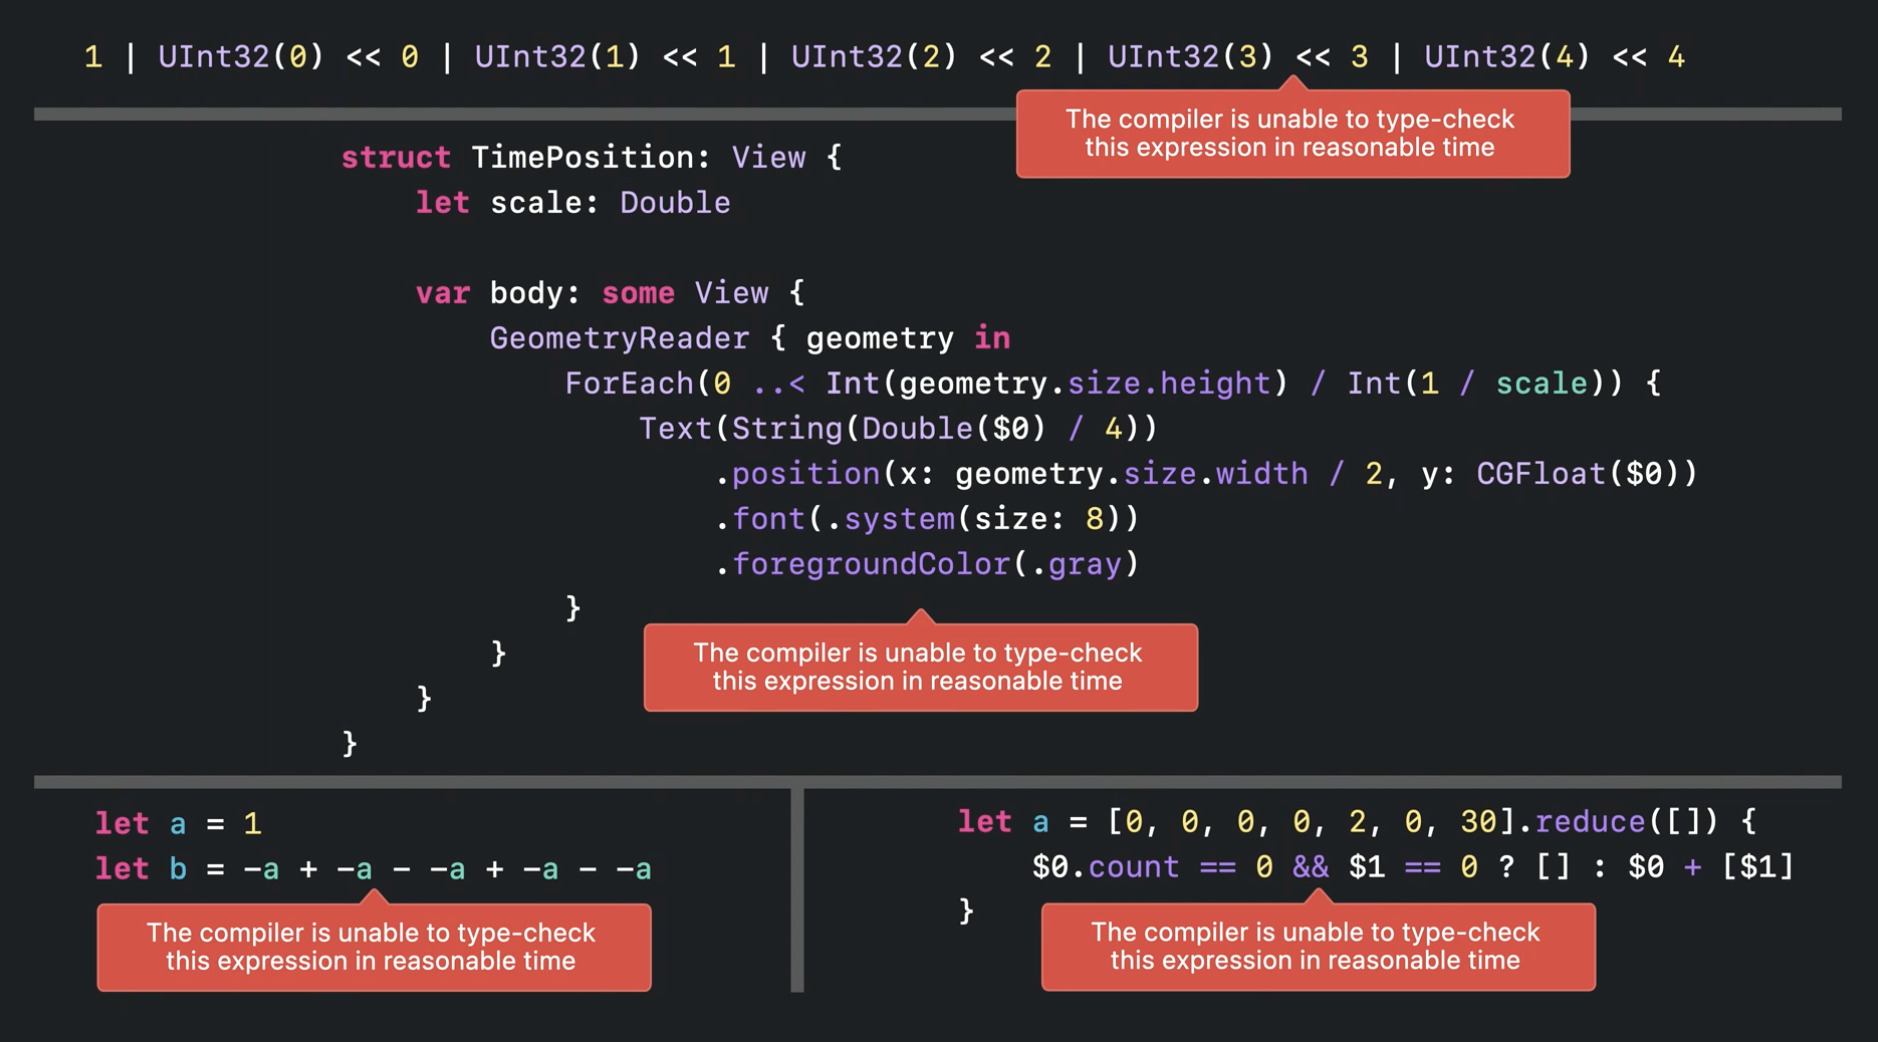 1 | UInt32(0) << 0 | UInt32(1) << 1 | UInt32(2) << 2 | UInt32(3) << 3 | UInt32(4) << 4
The compiler is unable to type-check
this expression in reasonable time
struct TimePosition: View {
    let scale: Double
    var body: some View {
        GeometryReader { geometry in
            ForEach(0 ..< Int(geometry.size.height) / Int(1 / scale)) {
                Text(String(Double($0) / 4))
                    .position(x: geometry.size.width / 2, y: CGFloat($0))
                    .font(.system(size: 8))
                    .foregroundColor(.gray)
            }
        }
    }
}
The compiler is unable to type-check
this expression in reasonable time
let a = 1
let b = -a + -a - -a + -a - -a
The compiler is unable to type-check
this expression in reasonable time
let a = [0, 0, 0, 0, 2, 0, 30].reduce([]) {
    $0.count == 0 && $1 == 0 ? [] : $0 + [$1]
}
The compiler is unable to type-check
this expression in reasonable time